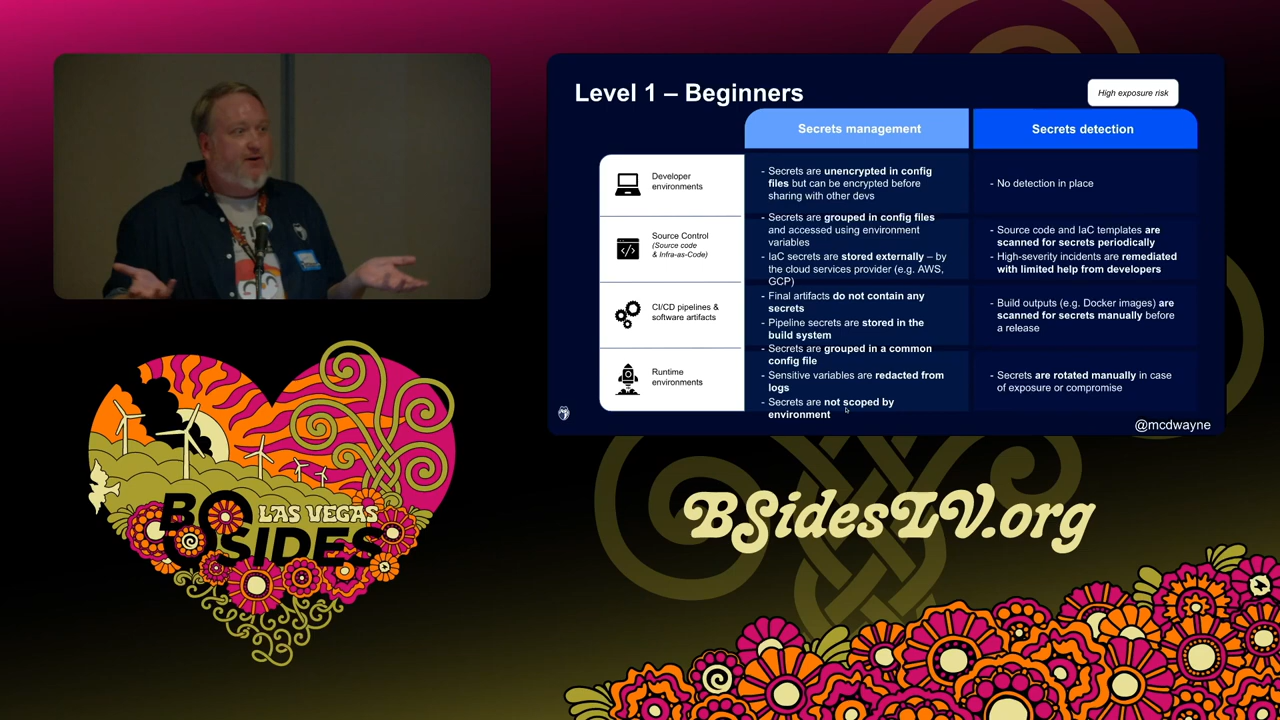 Level 1 – Beginners
High exposure risk
Secrets management
Secrets detection
Developer
environments
- Secrets are unencrypted in config
files but can be encrypted before
sharing with other devs
- No detection in place
Source Control
(Source code
& Infra-as-Code)
- Secrets are grouped in config files
and accessed using environment
variables
- IaC secrets are stored externally – by
the cloud services provider (e.g. AWS,
GCP)
- Source code and IaC templates are
scanned for secrets periodically
- High-severity incidents are remediated
with limited help from developers
CI/CD pipelines &
software artifacts
- Final artifacts do not contain any
secrets
- Pipeline secrets are stored in the
build system
- Build outputs (e.g. Docker images) are
scanned for secrets manually before
a release
Runtime
environments
- Secrets are grouped in a common
config file
- Sensitive variables are redacted from
logs
- Secrets are not scoped by
environment
- Secrets are rotated manually in case
of exposure or compromise
@mcdwayne
LAS VEGAS
BSIDES
BSidesLV.org